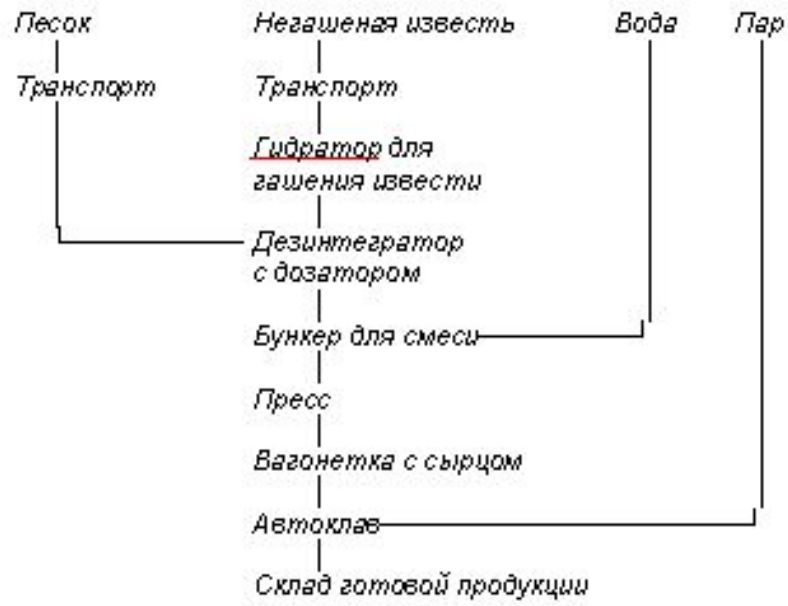 Песок Негашеная известь Вода Пар
Транспорт Транспорт
Гидратор для
гашения извести
Дезинтегратор
с дозатором
Бункер для смеси
Пресс
Вагонетка с сырцом
Автоклав
Склад готовой продукции